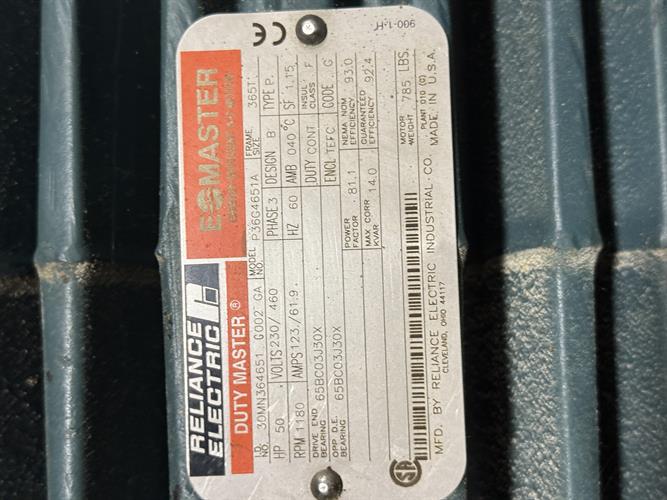 RELIANCE ELECTRIC
E MASTER
DUTY MASTER®
I.D. NO. 30MN364651 G002 GA MODEL NO. P36G4651A FRAME SIZE 365T
HP 50 VOLTS 230/460 PHASE 3 DESIGN B TYPE P
RPM 1180 AMPS 123./61.9 HZ 60 AMB 040°C SF 1.15
DRIVE END BEARING 65BC03J30X DUTY CONT INSUL CLASS F
OPP D.E. BEARING 65BC03J30X ENCL TEFC CODE G
POWER FACTOR 81.1 NEMA NOM EFFICIENCY 93.0
MAX. CORR KVAR 14.0 GUARANTEED EFFICIENCY 92.4
MOTOR WEIGHT 785 LBS.
PLANT 010 (G)
MFD. BY RELIANCE ELECTRIC INDUSTRIAL CO. MADE IN U.S.A.
CLEVELAND, OHIO 44117
CE
SA
900-1-H